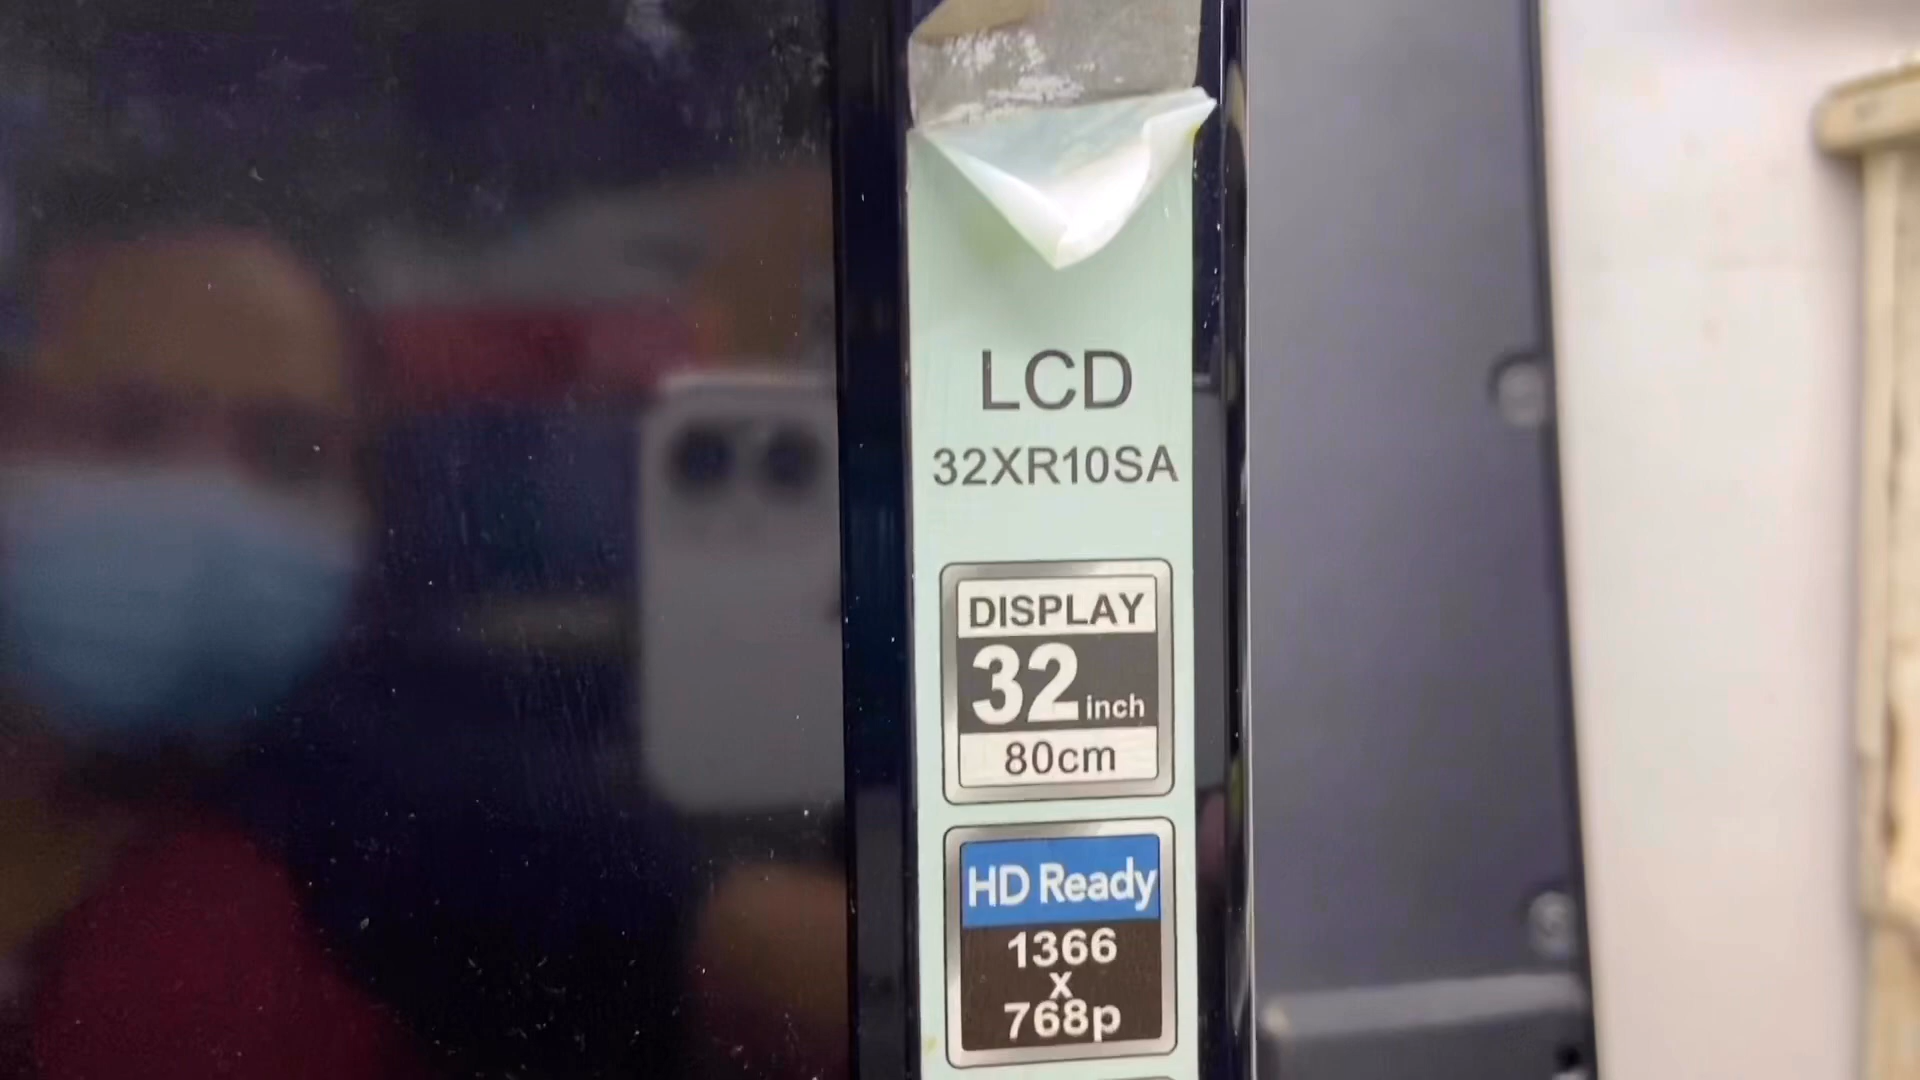 LCD
32XR10SA
DISPLAY
32 inch
80cm
HD Ready
1366
x
768p